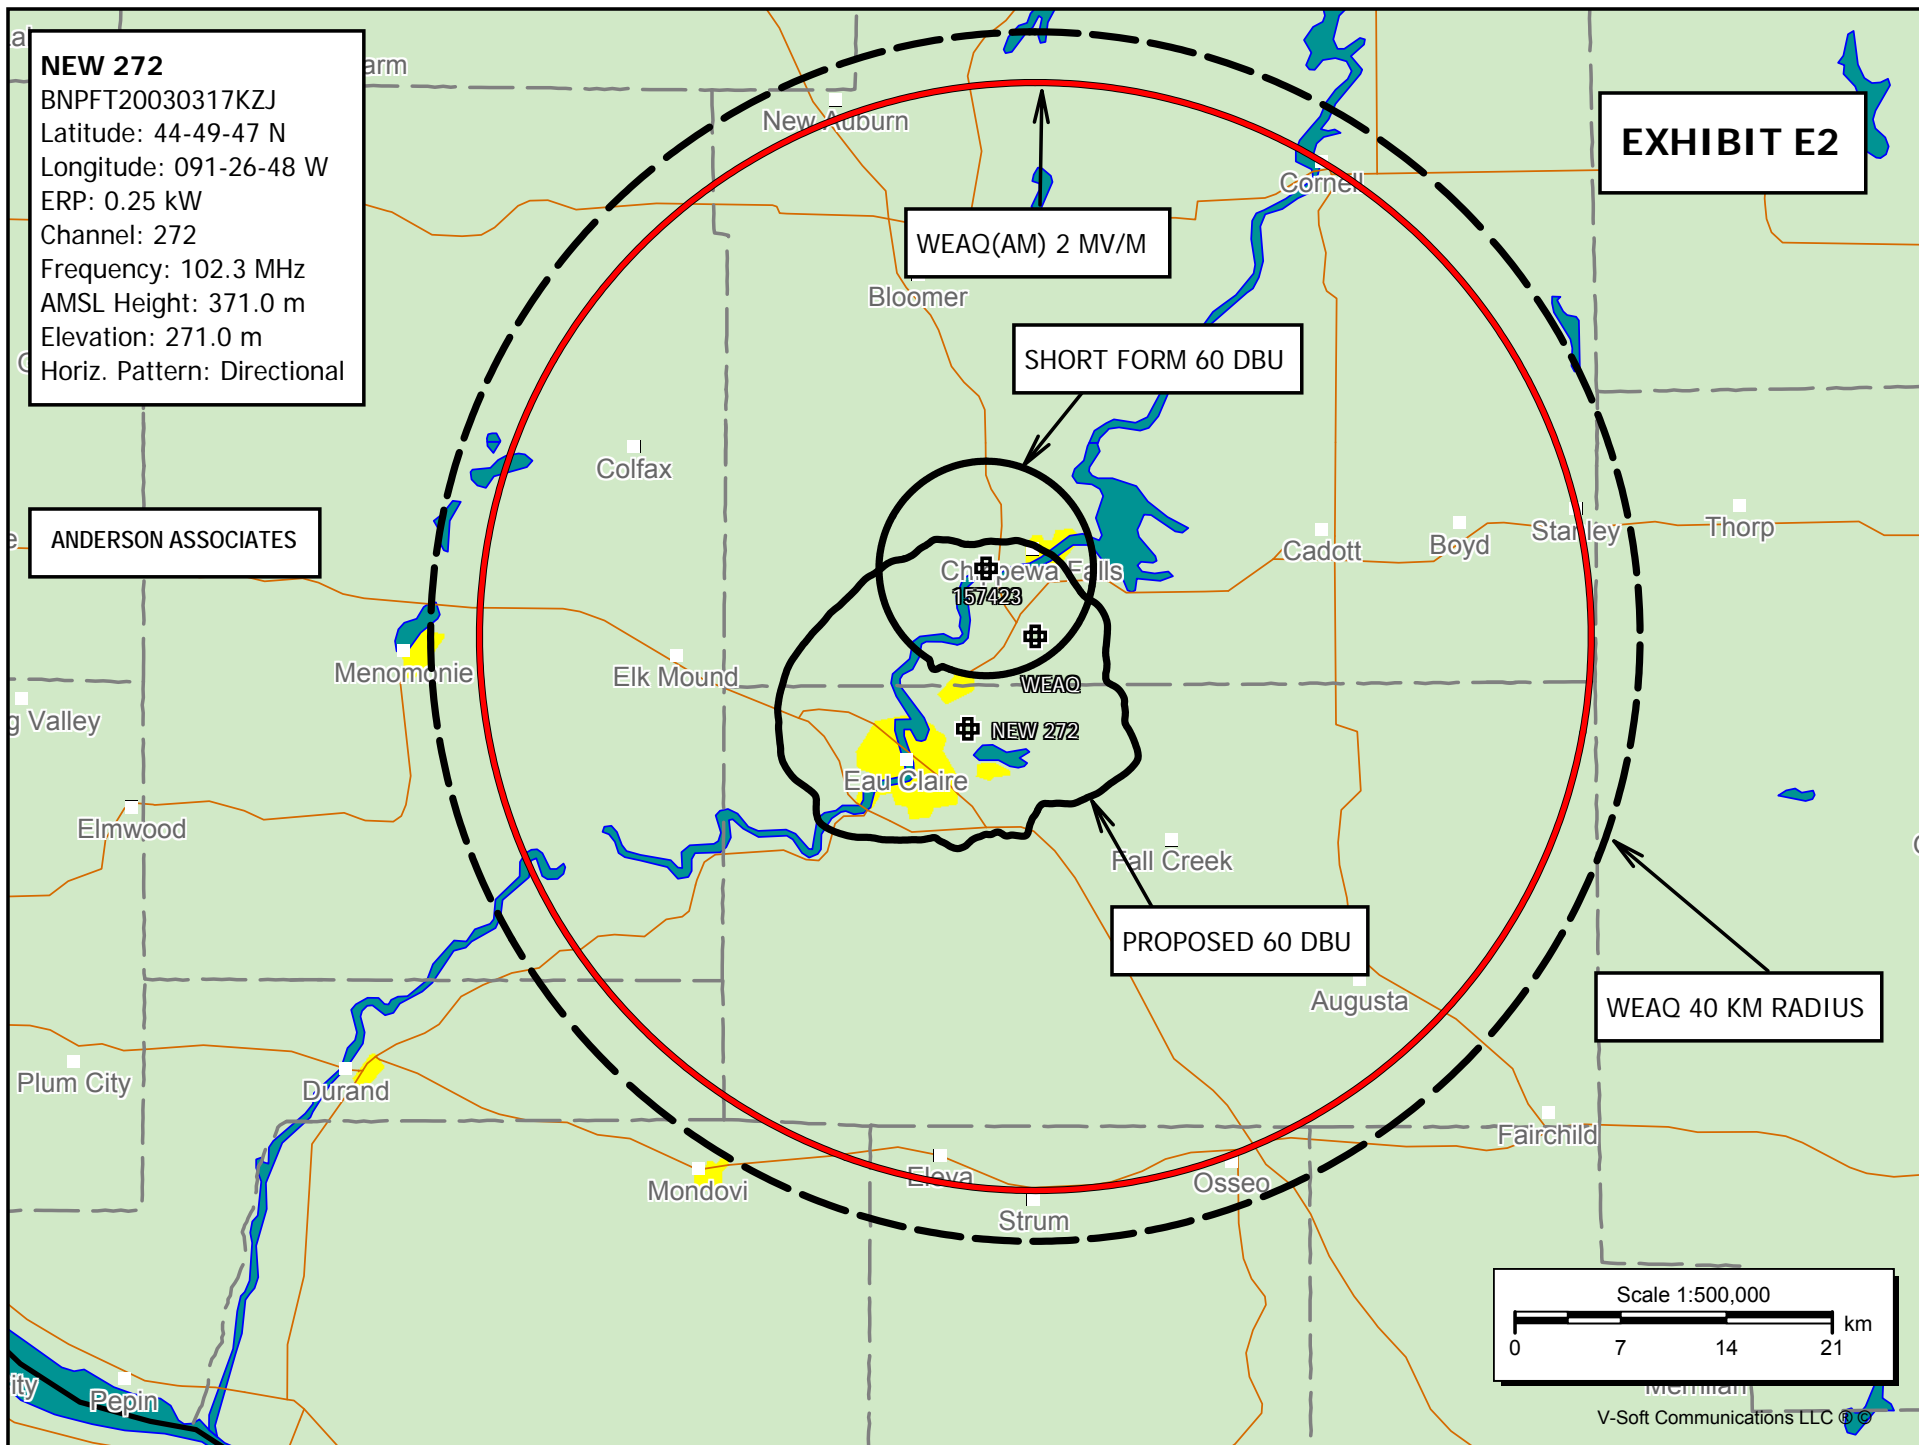 NEW 272
BNPFT20030317KZJ
Latitude: 44-49-47 N
Longitude: 091-26-48 W
ERP: 0.25 kW
Channel: 272
Frequency: 102.3 MHz
AMSL Height: 371.0 m
Elevation: 271.0 m
Horiz. Pattern: Directional
arm
New Auburn
EXHIBIT E2
Cornell
WEAQ(AM) 2 MV/M
Bloomer
SHORT FORM 60 DBU
Colfax
ANDERSON ASSOCIATES
Thorp
Stanley
Boyd
Cadott
Chippewa Falls
157423
Menomonie
Elk Mound
WEAQ
g Valley
NEW 272
Eau Claire
Elmwood
Fall Creek
PROPOSED 60 DBU
Augusta
WEAQ 40 KM RADIUS
Plum City
Durand
Fairchild
Mondovi
Eleva
Osseo
Strum
Scale 1:500,000
km
0 7 14 21
ity
Pepin
Merrillan
V-Soft Communications LLC ® ©